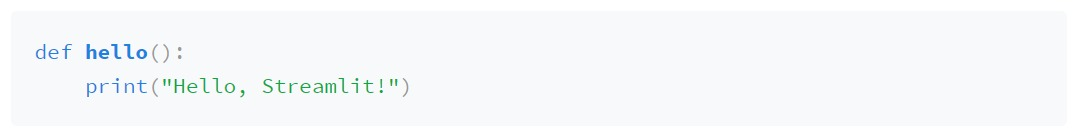 def hello():
    print("Hello, Streamlit!")